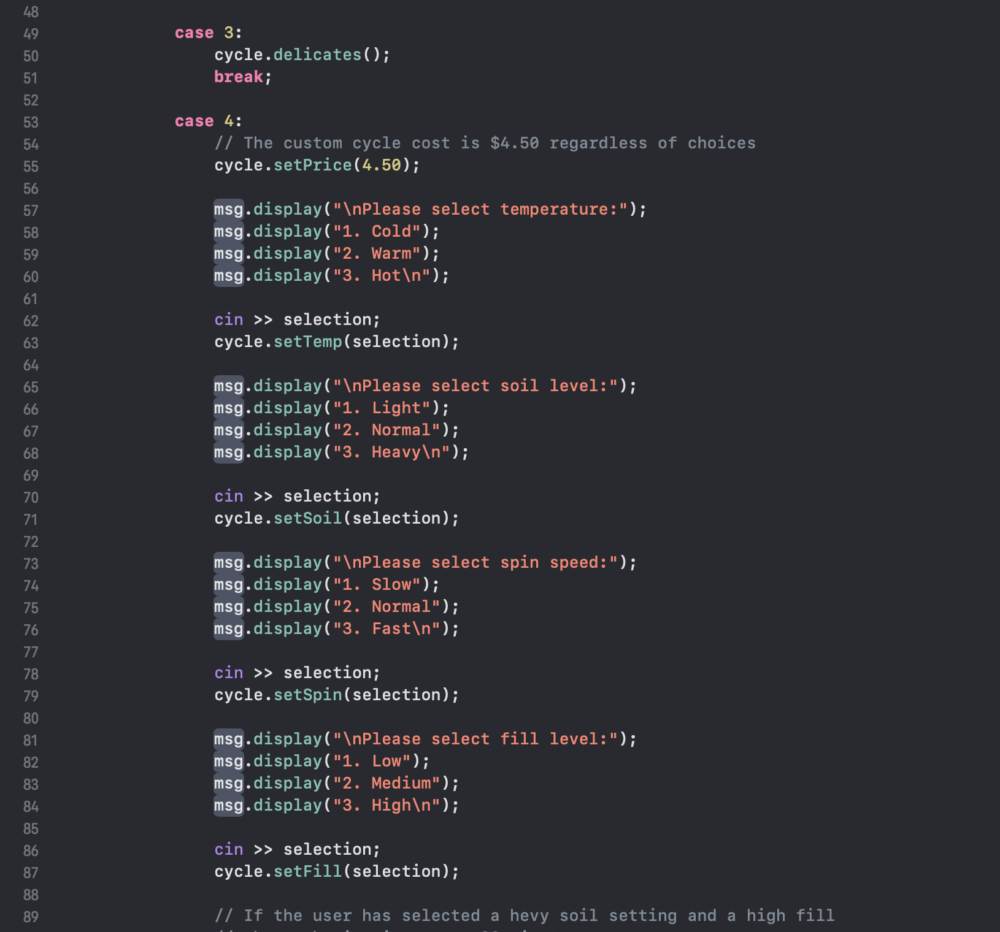 48
49 case 3:
50 cycle.delicates();
51 break;
52
53 case 4:
54 // The custom cycle cost is $4.50 regardless of choices
55 cycle.setPrice(4.50);
56
57 msg.display("\nPlease select temperature:");
58 msg.display("1. Cold");
59 msg.display("2. Warm");
60 msg.display("3. Hot\n");
61
62 cin >> selection;
63 cycle.setTemp(selection);
64
65 msg.display("\nPlease select soil level:");
66 msg.display("1. Light");
67 msg.display("2. Normal");
68 msg.display("3. Heavy\n");
69
70 cin >> selection;
71 cycle.setSoil(selection);
72
73 msg.display("\nPlease select spin speed:");
74 msg.display("1. Slow");
75 msg.display("2. Normal");
76 msg.display("3. Fast\n");
77
78 cin >> selection;
79 cycle.setSpin(selection);
80
81 msg.display("\nPlease select fill level:");
82 msg.display("1. Low");
83 msg.display("2. Medium");
84 msg.display("3. High\n");
85
86 cin >> selection;
87 cycle.setFill(selection);
88
89 // If the user has selected a hevy soil setting and a high fill